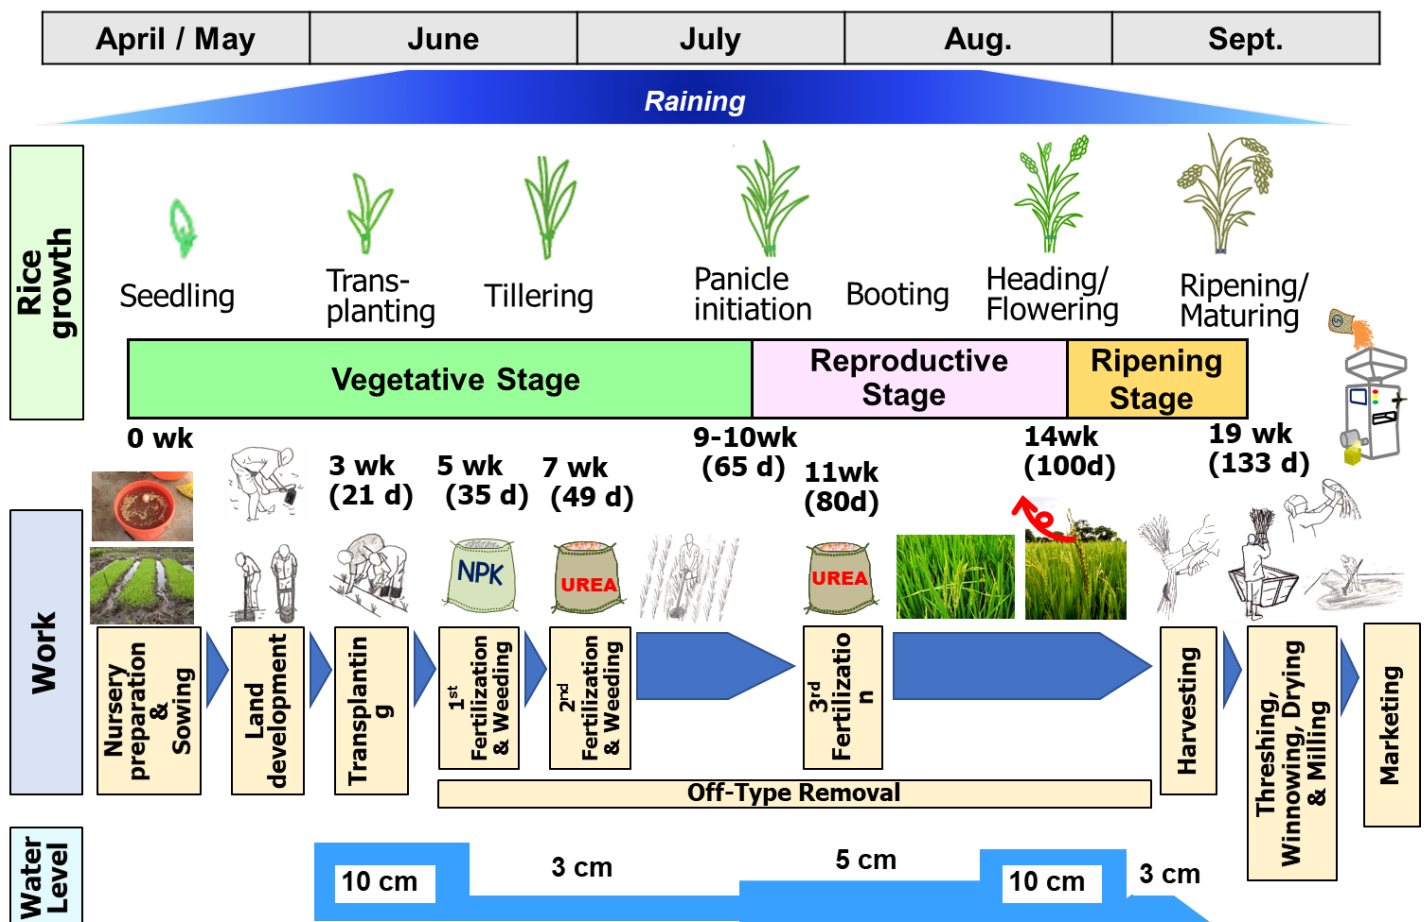 April / May
June
July
Aug.
Sept.
Raining
Rice
growth
Seedling
Trans-
planting
Tillering
Panicle
initiation
Booting
Heading/
Flowering
Ripening/
Maturing
Vegetative Stage
Reproductive
Stage
Ripening
Stage
0 wk
3 wk
(21 d)
5 wk
(35 d)
7 wk
(49 d)
9-10wk
(65 d)
11wk
(80d)
14wk
(100d)
19 wk
(133 d)
Work
NPK
UREA
UREA
Nursery
preparation
&
Sowing
Land
development
Transplantin
g
1st
Fertilization
& Weeding
2nd
Fertilization
& Weeding
3rd
Fertilizatio
n
Harvesting
Threshing,
Winnowing, Drying
& Milling
Marketing
Off-Type Removal
Water
Level
10 cm
3 cm
5 cm
10 cm
3 cm